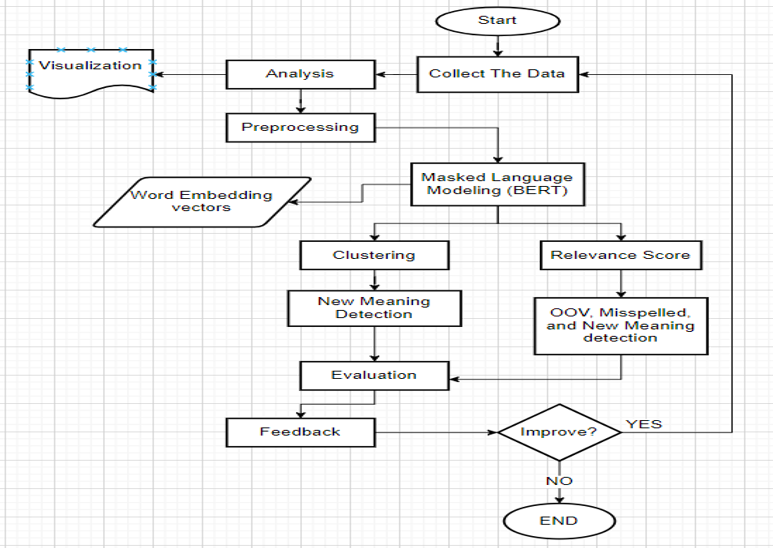 Start
Visualization
Analysis
Collect The Data
Preprocessing
Masked Language
Modeling (BERT)
Word Embedding
vectors
Clustering
Relevance Score
New Meaning
Detection
OOV, Misspelled,
and New Meaning
detection
Evaluation
Feedback
Improve?
YES
NO
END